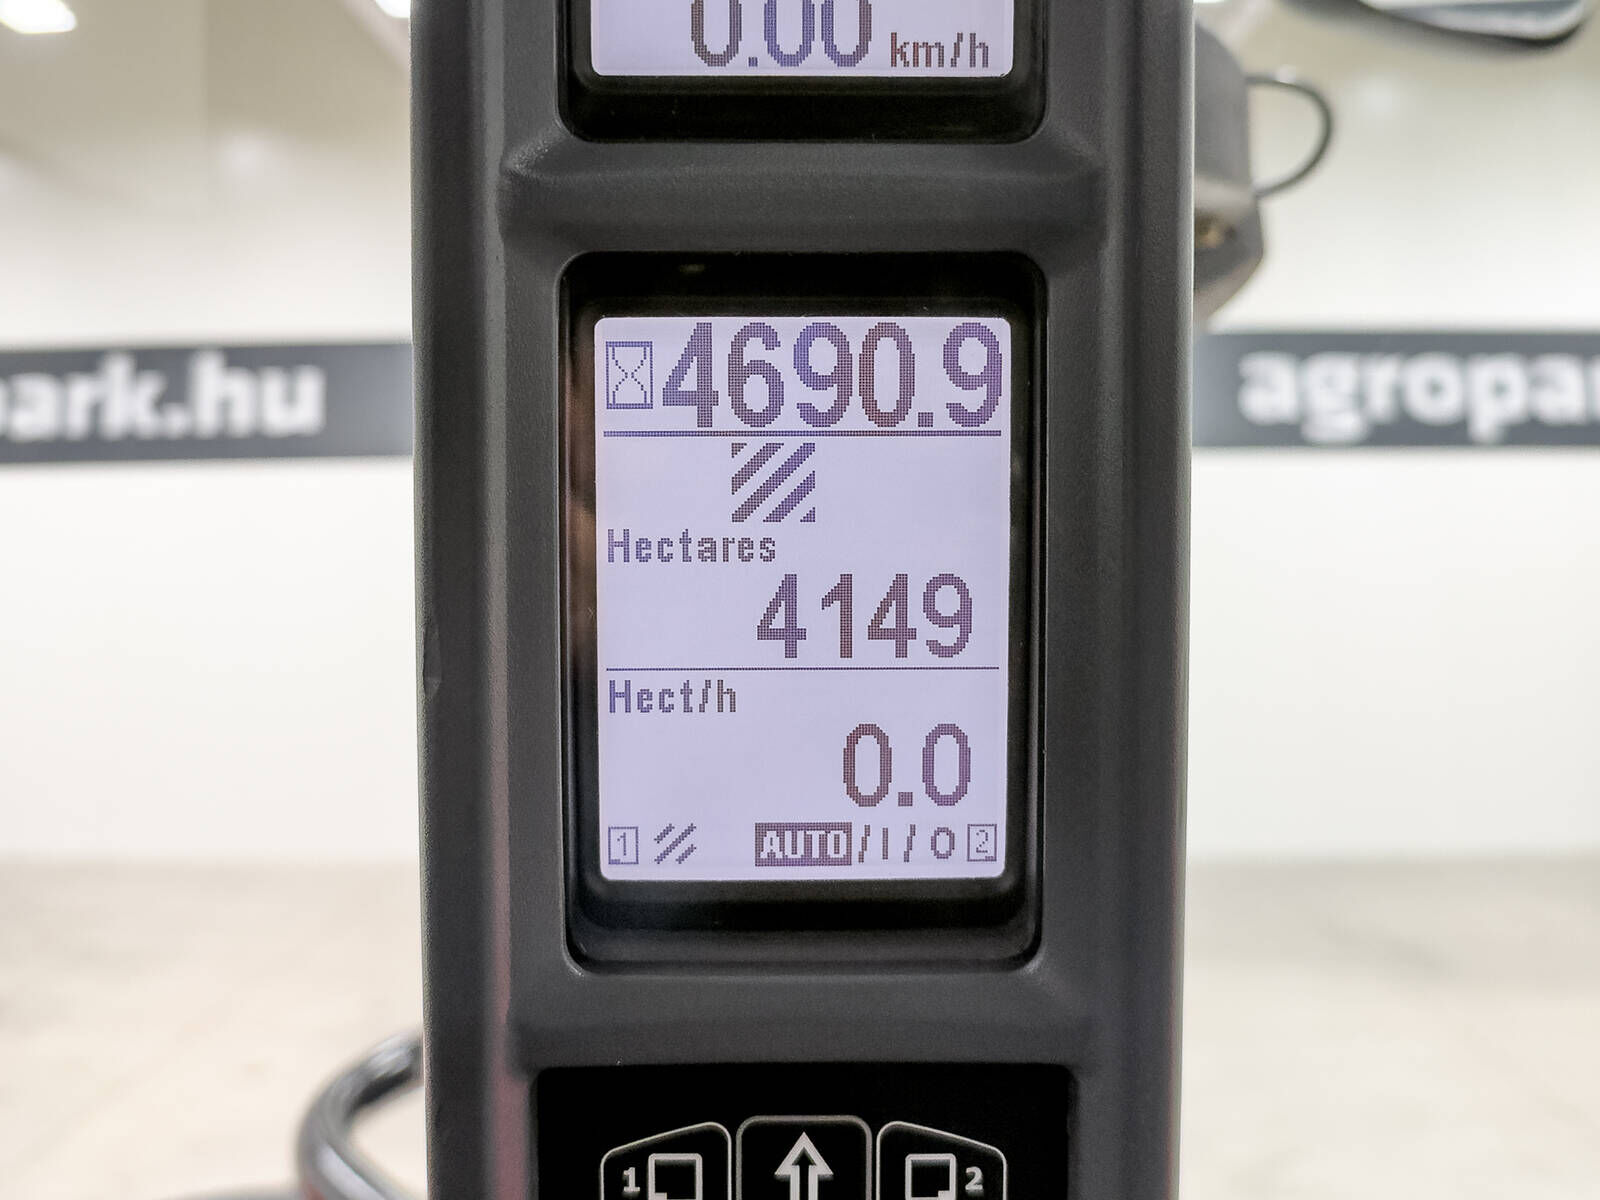 0.00 km/h
ark.hu
agropar
4690.9
Hectares
4149
Hect/h
0.0
1 AUTO/I/O 2
1 2